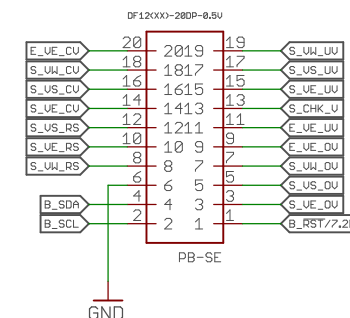 DF12(XX)-20DP-0.5V
E_VE_CV 20 2019 19 S_VW_UV
S_VW_CV 18 1817 17 S_VS_UV
S_VS_CV 16 1615 15 S_VE_UV
S_VE_CV 14 1413 13 S_CHK_V
S_VS_RS 12 1211 11 E_VE_UV
S_VE_RS 10 10 9 9 E_VE_OV
S_VW_RS 8 8 7 7 S_VW_OV
6 6 5 5 S_VS_OV
B_SDA 4 4 3 3 S_VE_OV
B_SCL 2 2 1 1 B_RST/7.2
PB-SE
GND